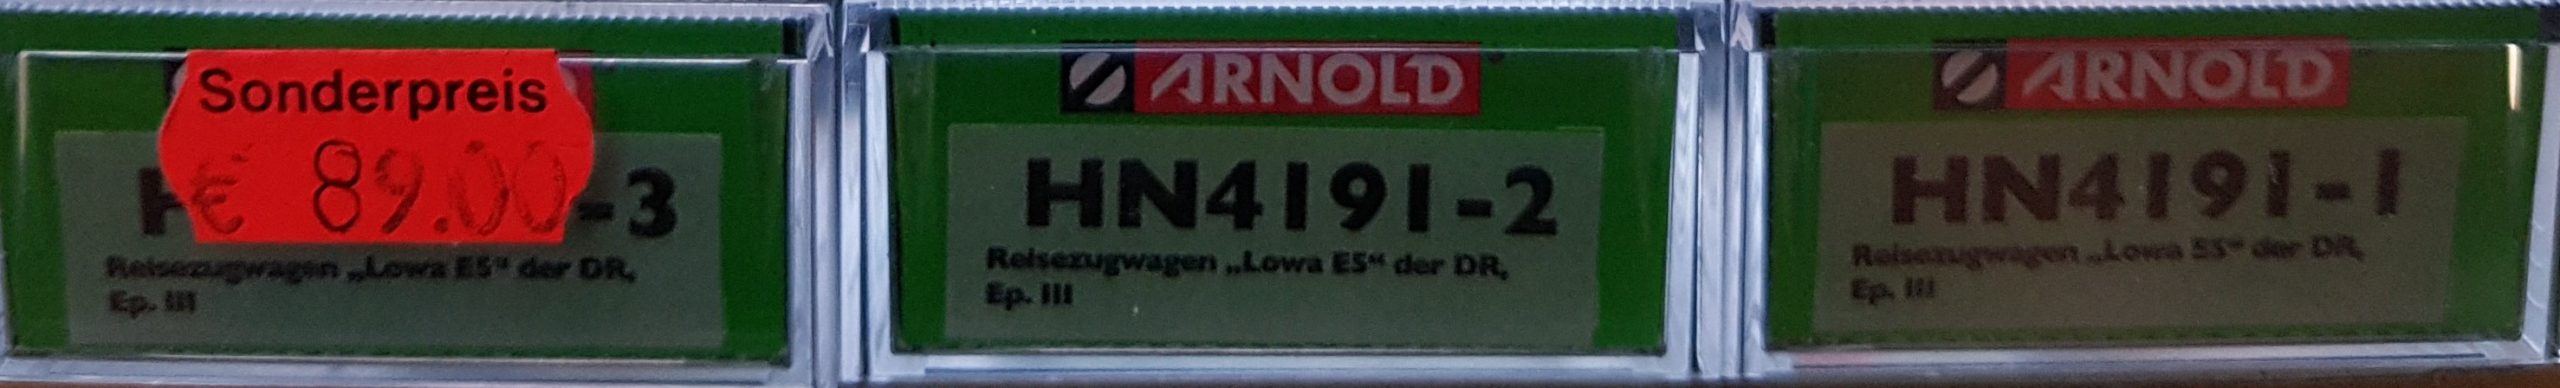 Sonderpreis
€ 89.00
-3
Reisezugwagen „Lowa E5“ der DR,
Ep. III
ARNOLD
HN4191-2
Reisezugwagen „Lowa E5“ der DR,
Ep. III
ARNOLD
HN4191-1
Reisezugwagen „Lowa E5“ der DR,
Ep. III